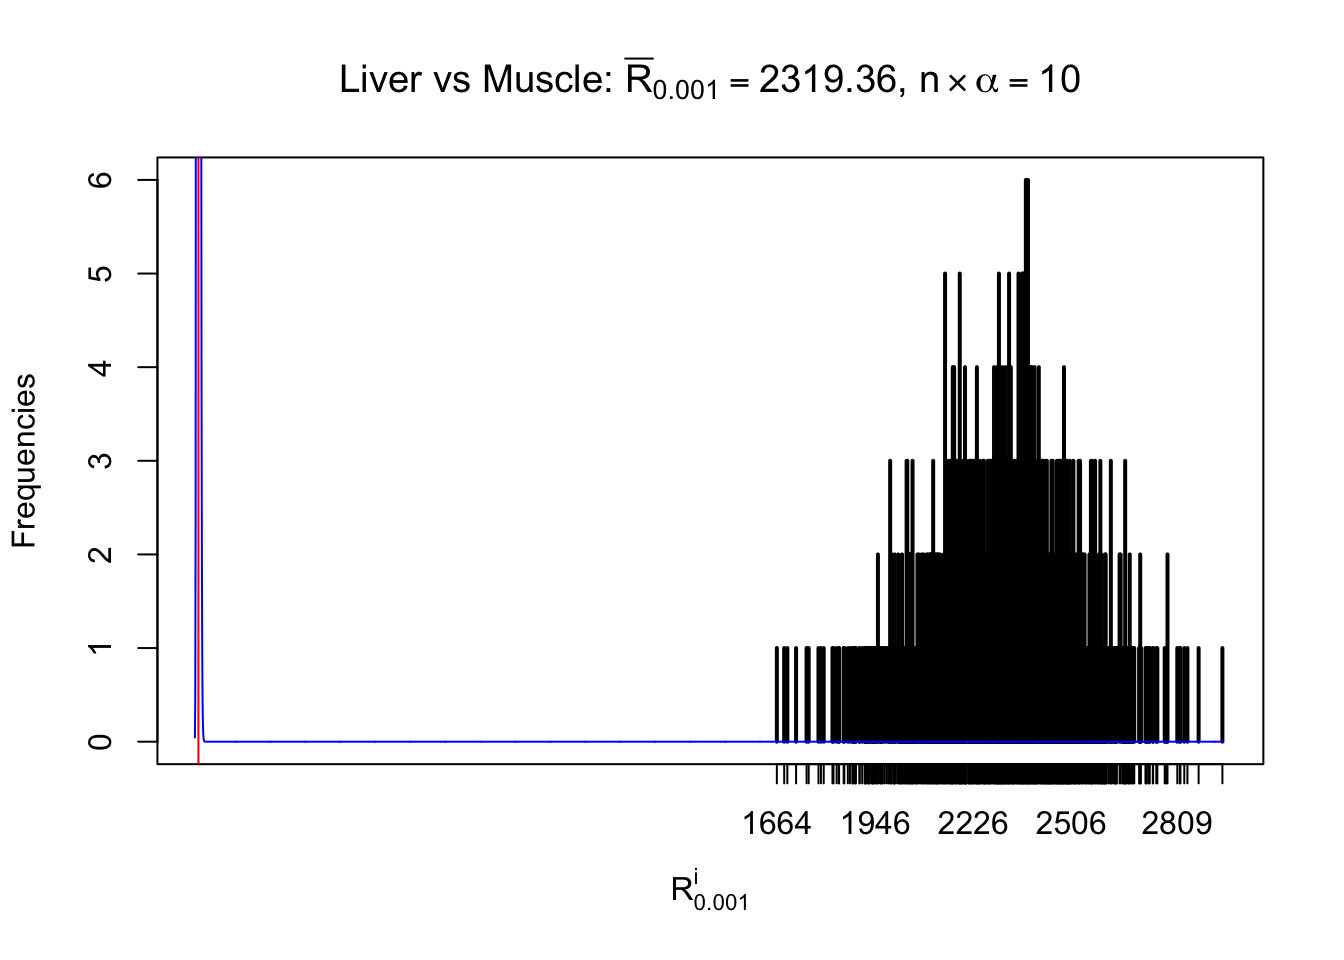 Liver vs Muscle: R̅0.001 = 2319.36, n × α = 10
6
5
4
3
2
1
0
Frequencies
1664 1946 2226 2506 2809
Rⁱ0.001